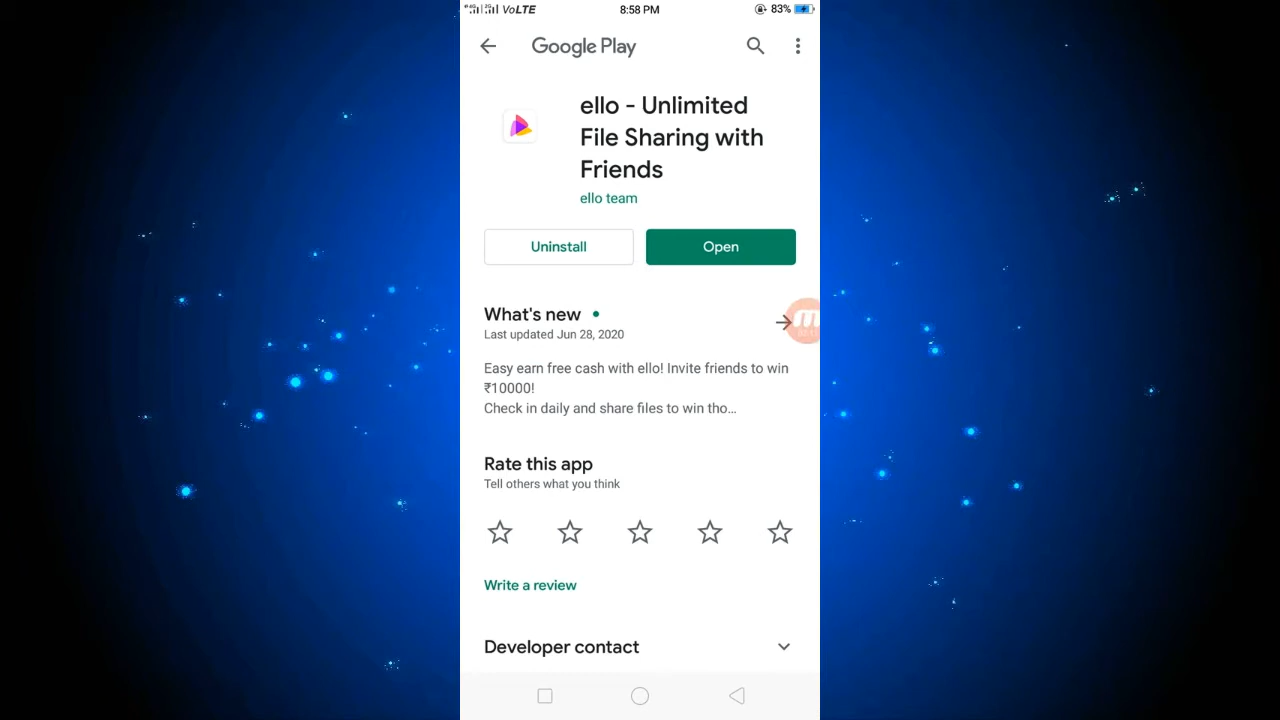 VoLTE 8:58 PM 83%
Google Play
ello - Unlimited
File Sharing with
Friends
ello team
Uninstall Open
What's new
Last updated Jun 28, 2020
Easy earn free cash with ello! Invite friends to win
₹10000!
Check in daily and share files to win tho…
Rate this app
Tell others what you think
Write a review
Developer contact